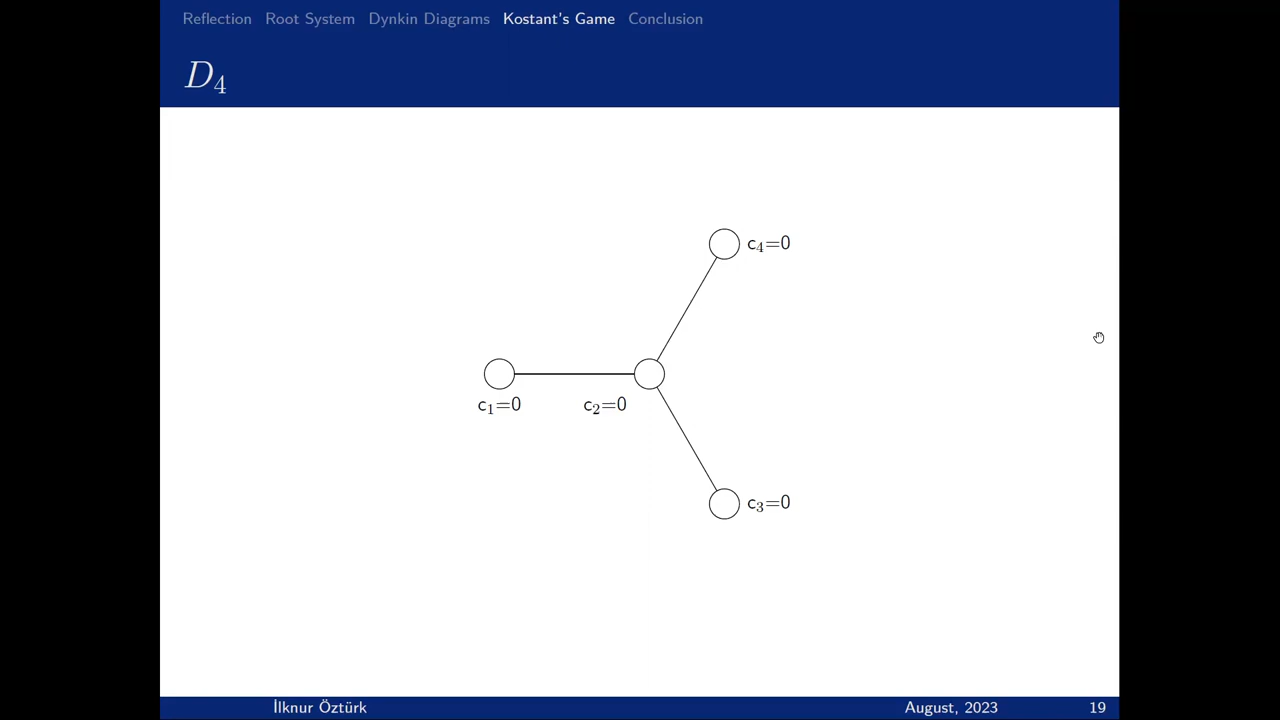 Reflection Root System Dynkin Diagrams Kostant's Game Conclusion
D₄
c₄=0
c₁=0 c₂=0
c₃=0
İlknur Öztürk August, 2023 19